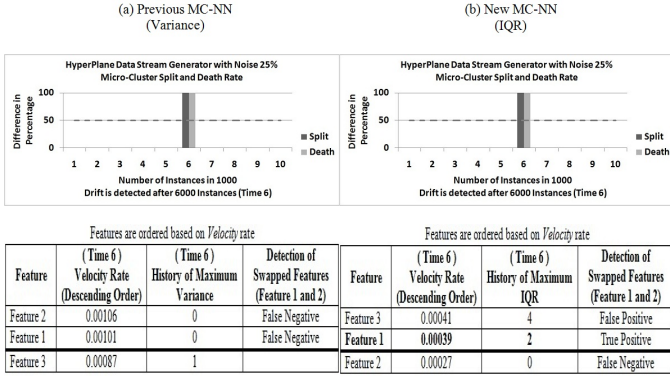 (a) Previous MC-NN
(Variance)
HyperPlane Data Stream Generator with Noise 25%
Micro-Cluster Split and Death Rate
Difference in
Percentage
100
50
0
1 2 3 4 5 6 7 8 9 10
Split
Death
Number of Instances in 1000
Drift is detected after 6000 Instances (Time 6)
Features are ordered based on Velocity rate
Feature
( Time 6 )
Velocity Rate
(Descending Order)
( Time 6 )
History of Maximum
Variance
Detection of
Swapped Features
(Feature 1 and 2)
Feature 2 0.00106 0 False Negative
Feature 1 0.00101 0 False Negative
Feature 3 0.00087 1
(b) New MC-NN
(IQR)
HyperPlane Data Stream Generator with Noise 25%
Micro-Cluster Split and Death Rate
Difference in
Percentage
100
50
0
1 2 3 4 5 6 7 8 9 10
Split
Death
Number of Instances in 1000
Drift is detected after 6000 Instances (Time 6)
Features are ordered based on Velocity rate
Feature
( Time 6 )
Velocity Rate
(Descending Order)
( Time 6 )
History of Maximum
IQR
Detection of
Swapped Features
(Feature 1 and 2)
Feature 3 0.00041 4 False Positive
Feature 1 0.00039 2 True Positive
Feature 2 0.00027 0 False Negative